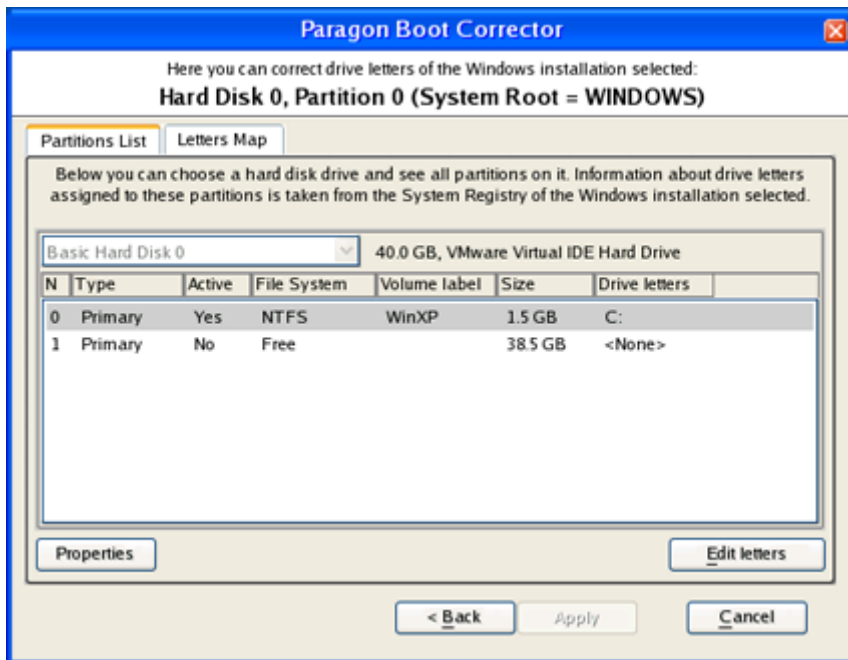 Paragon Boot Corrector
Here you can correct drive letters of the Windows installation selected:
Hard Disk 0, Partition 0 (System Root = WINDOWS)
Partitions List Letters Map
Below you can choose a hard disk drive and see all partitions on it. Information about drive letters
assigned to these partitions is taken from the System Registry of the Windows installation selected.
Basic Hard Disk 0 40.0 GB, VMware Virtual IDE Hard Drive
N Type Active File System Volume label Size Drive letters
0 Primary Yes NTFS WinXP 1.5 GB C:
1 Primary No Free 38.5 GB <None>
Properties Edit letters
< Back Apply Cancel